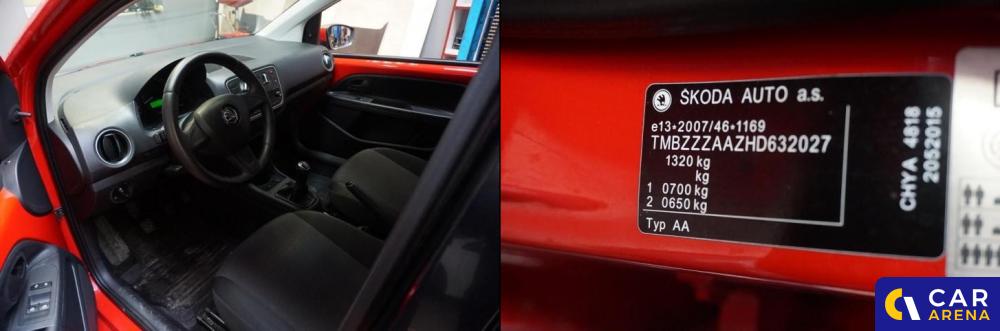 ŠKODA AUTO a.s.
e13*2007/46*1169
TMBZZZAAZHD632027
1320 kg
kg
1 0700 kg
2 0650 kg
Typ AA
CHYA 4818
2052015
CAR
ARENA